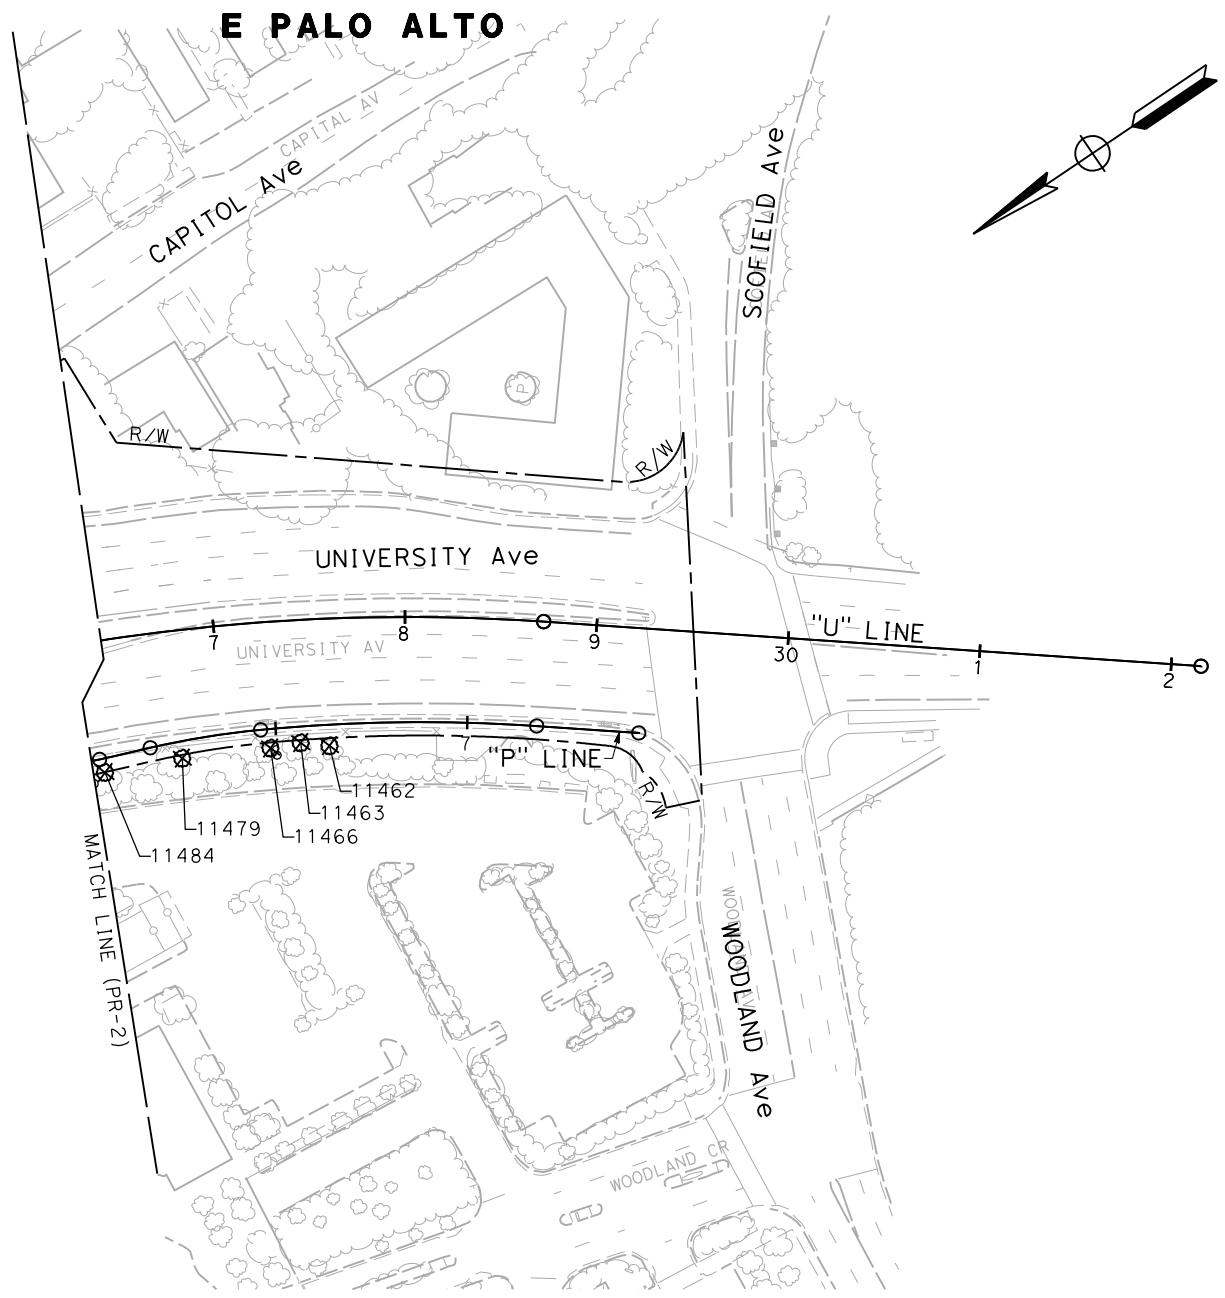 E PALO ALTO
CAPITAL AV
CAPITOL Ave
SCOFIELD Ave
P
R/W
R/W
UNIVERSITY Ave
"U" LINE
7
8
9
30
1
2
UNIVERSITY AV
7
"P" LINE
R/W
11462
11463
11466
11479
11484
MATCH LINE (PR-2)
WOODLAND Ave
WOODLAND CR